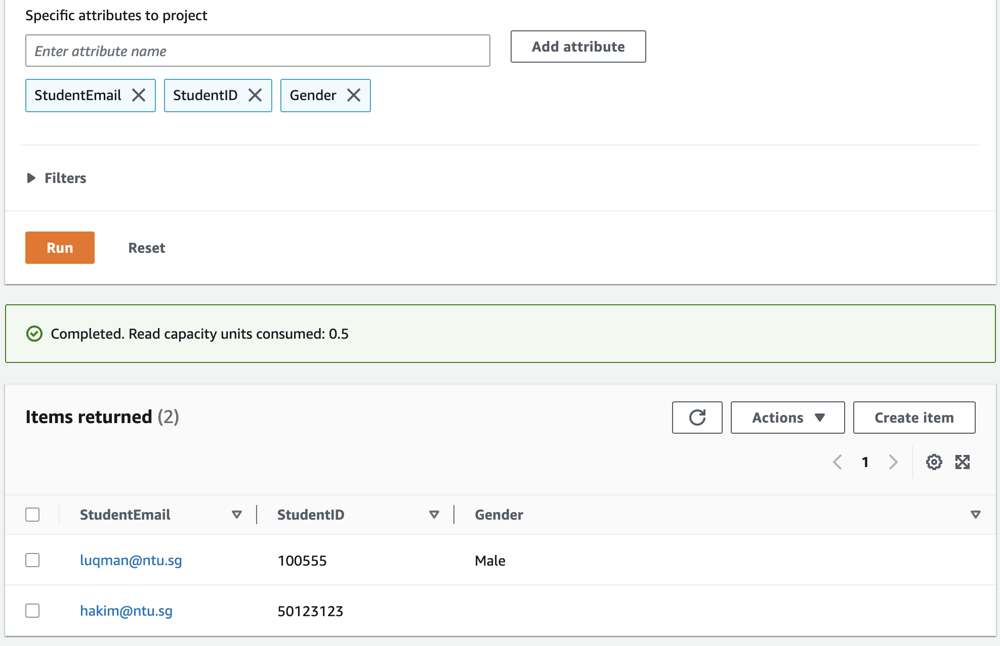 Specific attributes to project
Enter attribute name
Add attribute
StudentEmail StudentID Gender
Filters
Run Reset
Completed. Read capacity units consumed: 0.5
Items returned (2)
Actions Create item
1
StudentEmail StudentID Gender
luqman@ntu.sg 100555 Male
hakim@ntu.sg 50123123